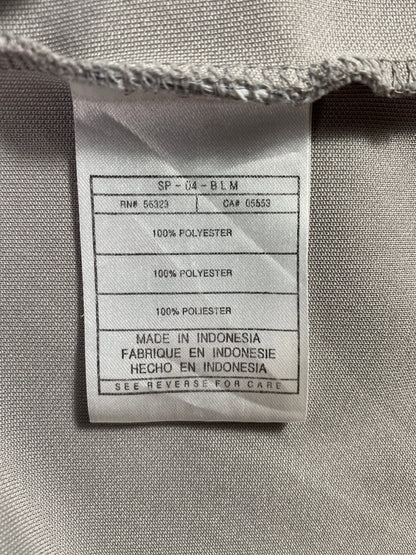 SP-04-BLM
RN# 56323 CA# 05553
100% POLYESTER
100% POLYESTER
100% POLIESTER
MADE IN INDONESIA
FABRIQUE EN INDONESIE
HECHO EN INDONESIA
SEE REVERSE FOR CARE